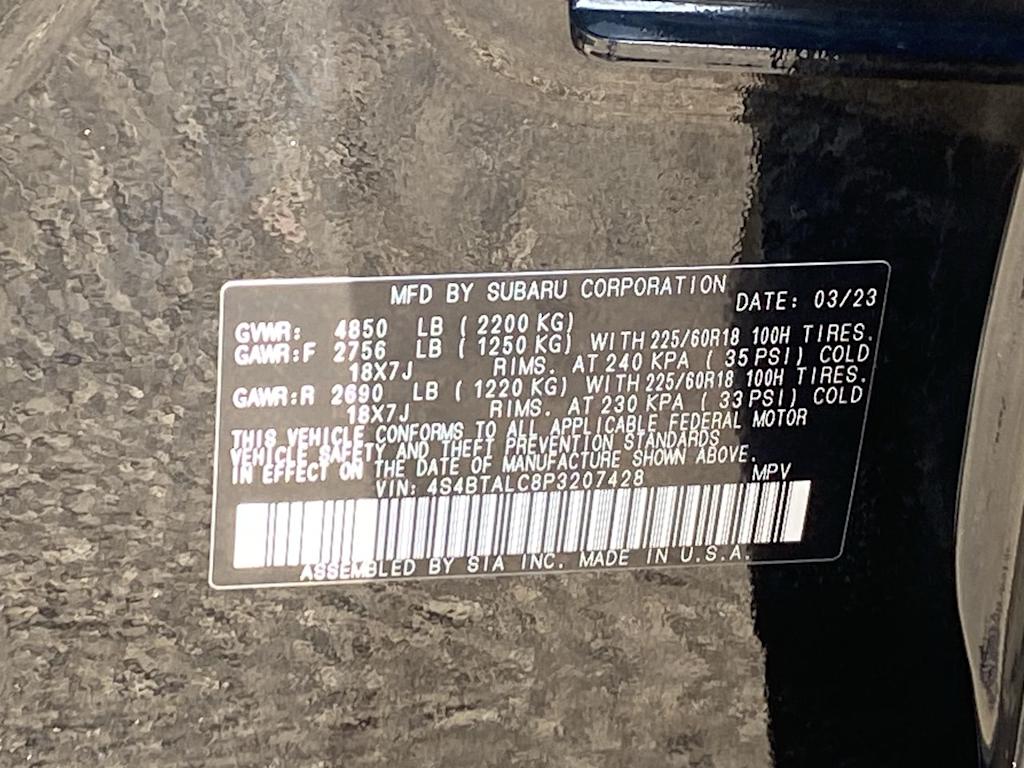 MFD BY SUBARU CORPORATION DATE: 03/23
GVWR: 4850 LB ( 2200 KG)
GAWR:F 2756 LB ( 1250 KG) WITH 225/60R18 100H TIRES.
18X7J RIMS. AT 240 KPA ( 35 PSI) COLD
GAWR:R 2690 LB ( 1220 KG) WITH 225/60R18 100H TIRES.
18X7J RIMS. AT 230 KPA ( 33 PSI) COLD
THIS VEHICLE CONFORMS TO ALL APPLICABLE FEDERAL MOTOR
VEHICLE SAFETY AND THEFT PREVENTION STANDARDS
IN EFFECT ON THE DATE OF MANUFACTURE SHOWN ABOVE.
VIN: 4S4BTALC8P3207428 MPV
ASSEMBLED BY SIA INC. MADE IN U.S.A.